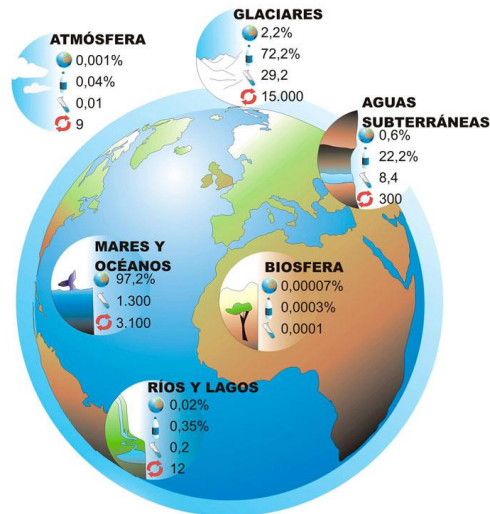 GLACIARES
2,2%
72,2%
29,2
15.000
ATMÓSFERA
0,001%
0,04%
0,01
9
AGUAS
SUBTERRÁNEAS
0,6%
22,2%
8,4
300
MARES Y
OCÉANOS
97,2%
1.300
3.100
BIOSFERA
0,00007%
0,0003%
0,0001
RÍOS Y LAGOS
0,02%
0,35%
0,2
12